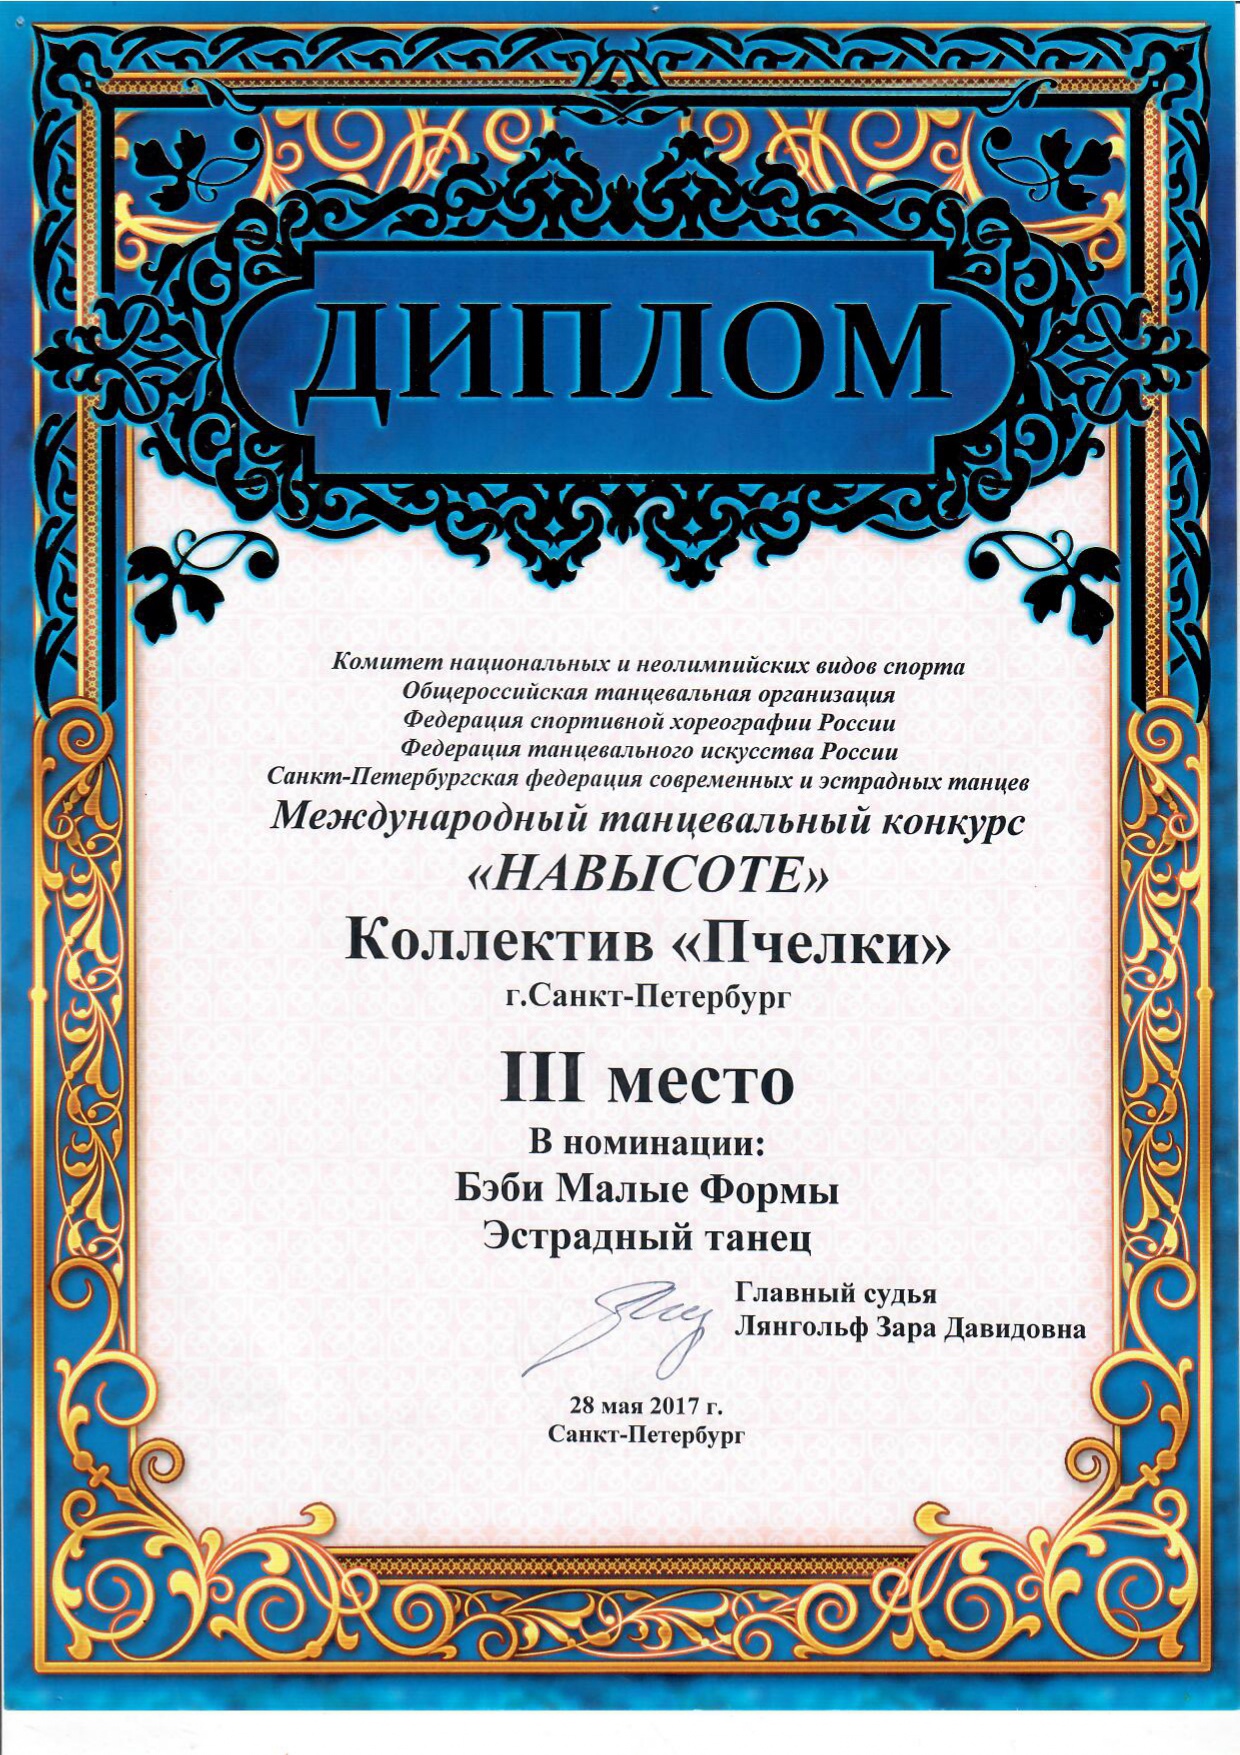 ДИПЛОМ
Комитет национальных и неолимпийских видов спорта
Общероссийская танцевальная организация
Федерация спортивной хореографии России
Федерация танцевального искусства России
Санкт-Петербургская федерация современных и эстрадных танцев
Международный танцевальный конкурс
«НАВЫСОТЕ»
Коллектив «Пчелки»
г.Санкт-Петербург
III место
В номинации:
Бэби Малые Формы
Эстрадный танец
Главный судья
Лянгольф Зара Давидовна
28 мая 2017 г.
Санкт-Петербург